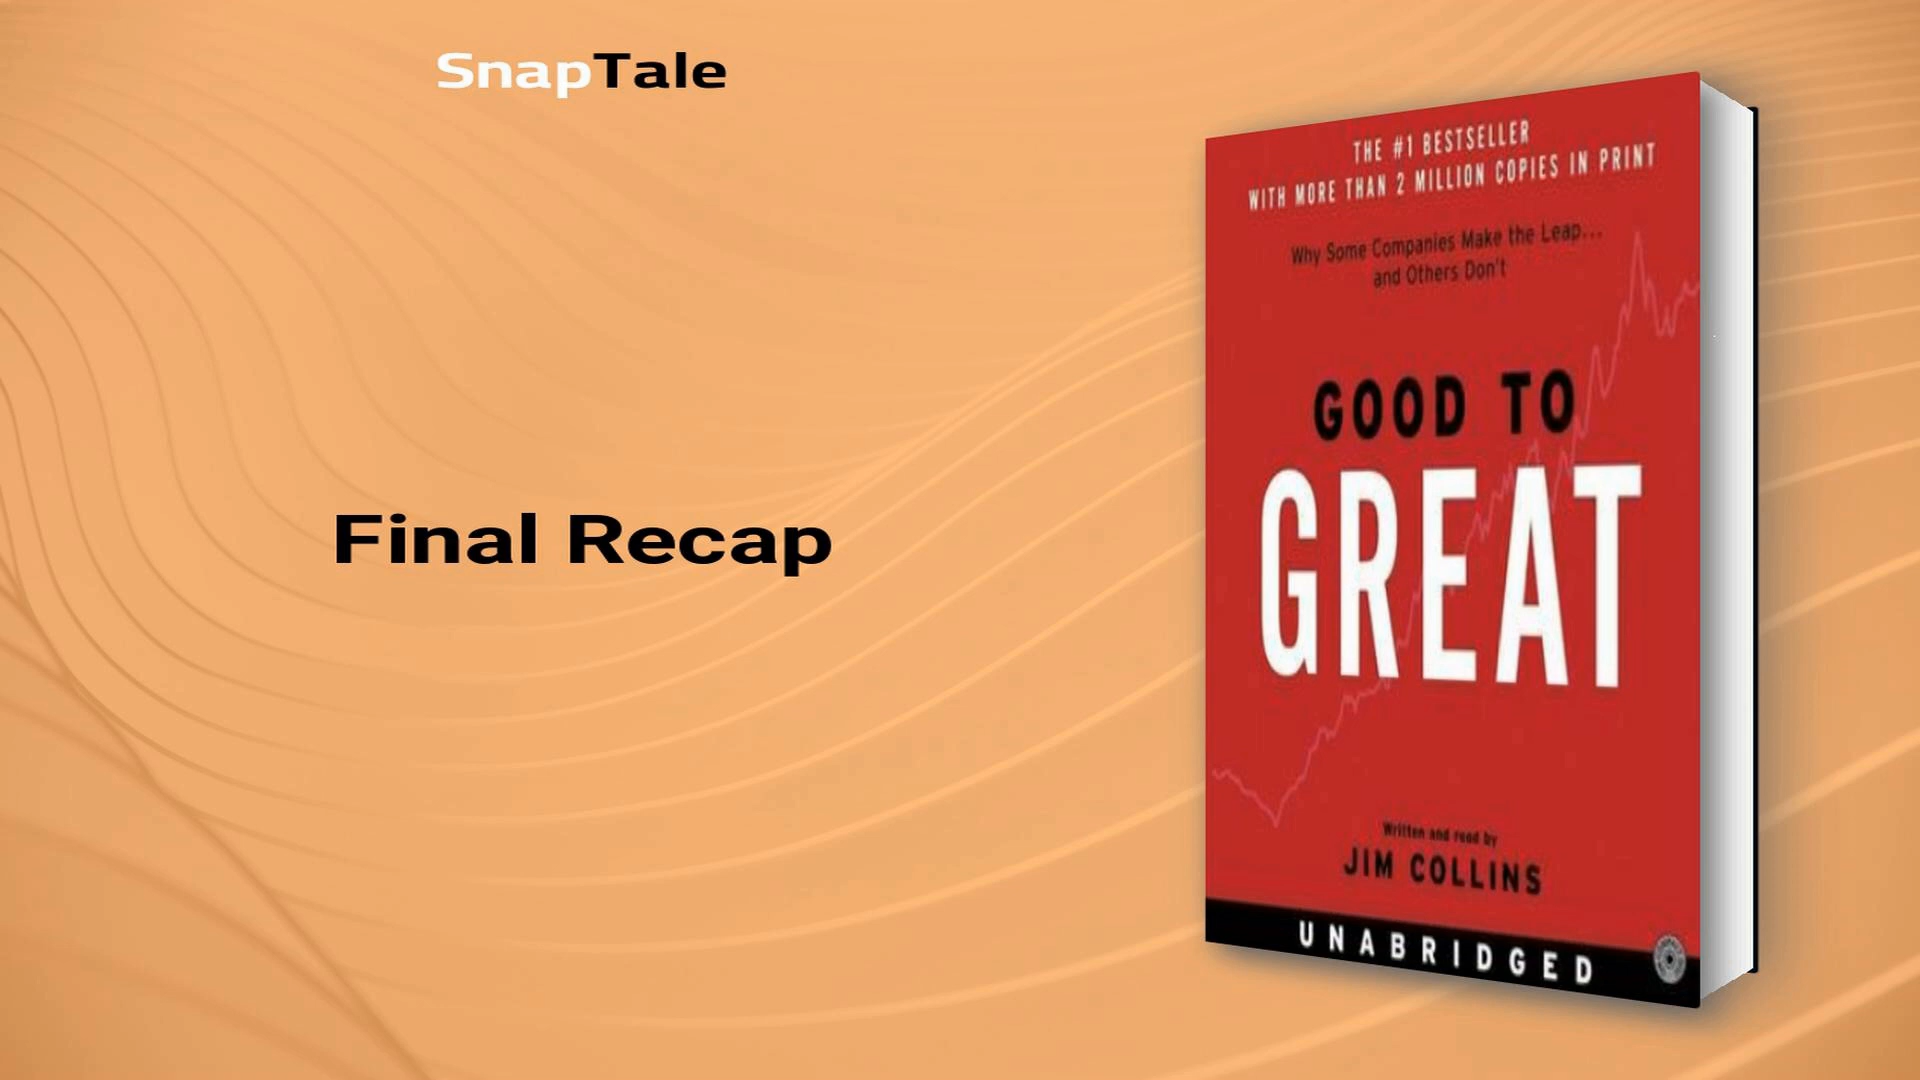 SnapTale
Final Recap
THE #1 BESTSELLER
WITH MORE THAN 2 MILLION COPIES IN PRINT
Why Some Companies Make the Leap...
and Others Don't
GOOD TO
GREAT
Written and read by
JIM COLLINS
UNABRIDGED